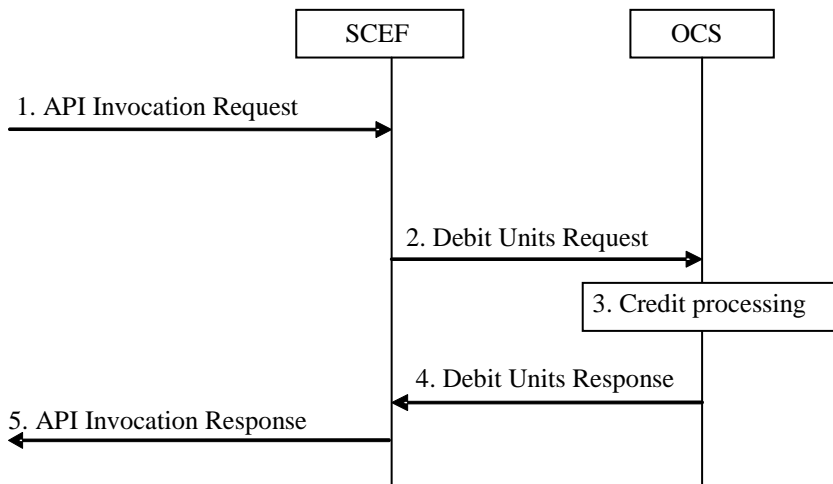 SCEF
OCS
1. API Invocation Request
2. Debit Units Request
3. Credit processing
4. Debit Units Response
5. API Invocation Response